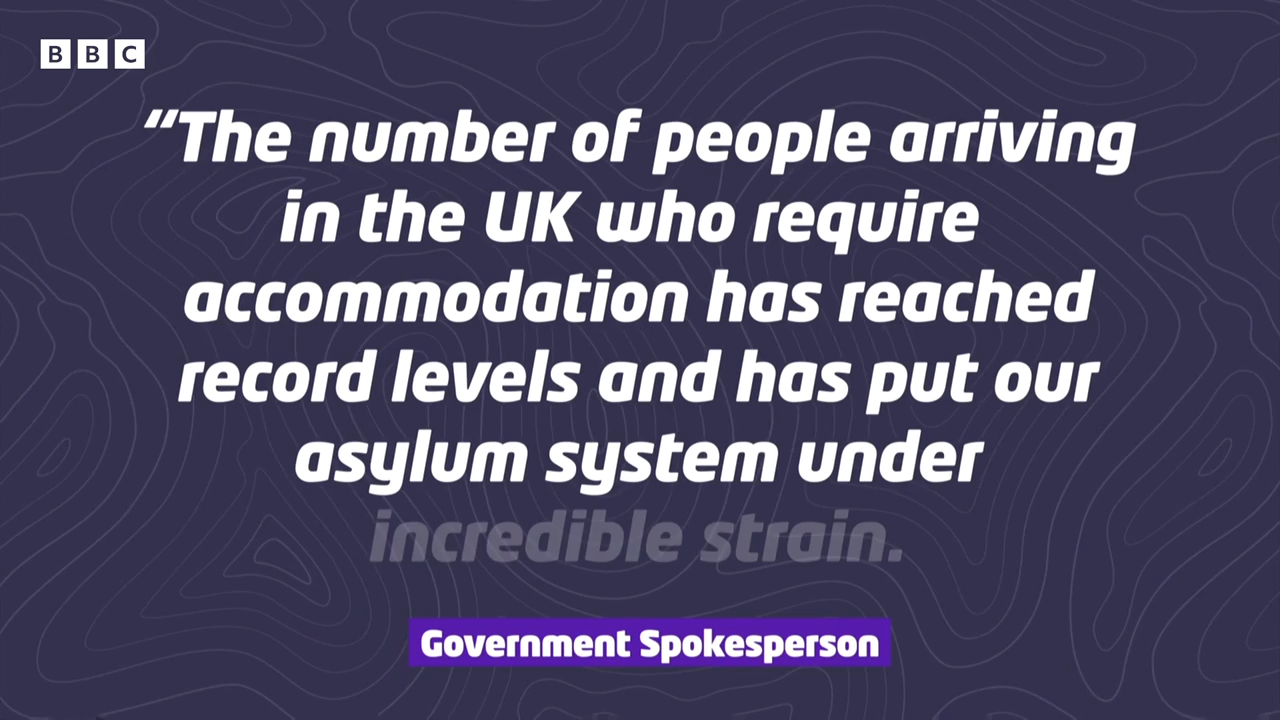 BBC
“The number of people arriving
in the UK who require
accommodation has reached
record levels and has put our
asylum system under
incredible strain.
Government Spokesperson